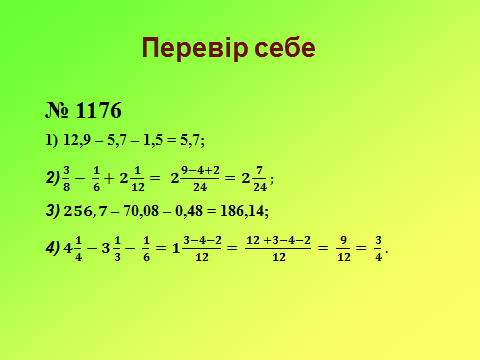 Перевір себе
№ 1176
1) 12,9 – 5,7 – 1,5 = 5,7;
2) 3/8 − 1/6 + 2 1/12 = 2 (9−4+2)/24 = 2 7/24 ;
3) 256,7 – 70,08 – 0,48 = 186,14;
4) 4 1/4 − 3 1/3 − 1/6 = 1 (3−4−2)/12 = (12 +3−4−2)/12 = 9/12 = 3/4 .